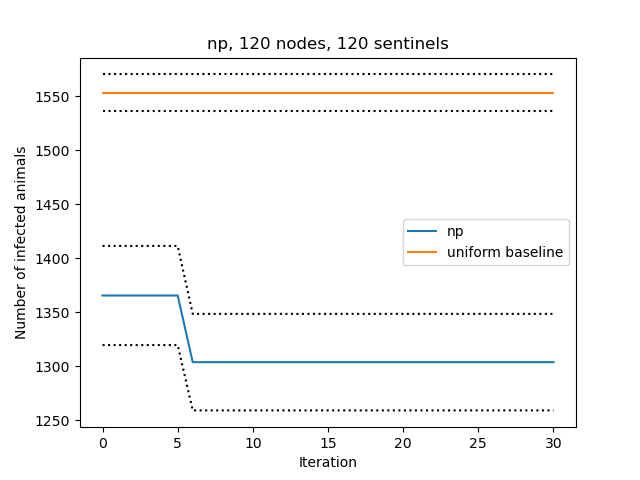 np, 120 nodes, 120 sentinels
1550
1500
1450
1400
1350
1300
1250
Number of infected animals
np
uniform baseline
0 5 10 15 20 25 30
Iteration